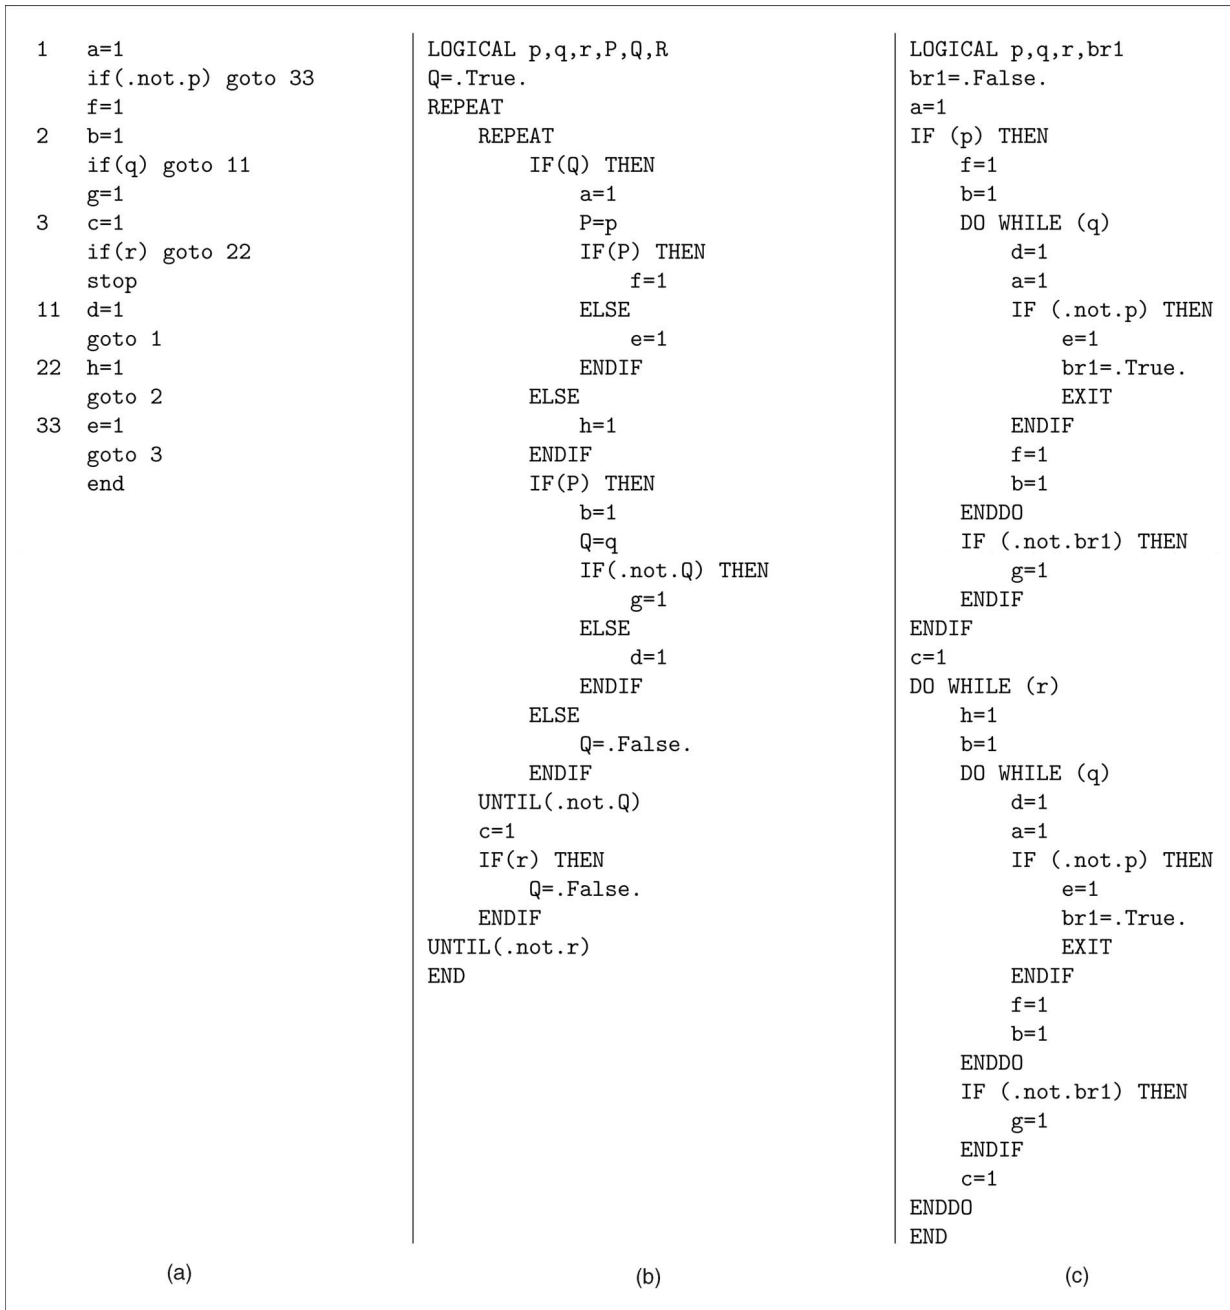 1   a=1
    if(.not.p) goto 33
    f=1
2   b=1
    if(q) goto 11
    g=1
3   c=1
    if(r) goto 22
    stop
11  d=1
    goto 1
22  h=1
    goto 2
33  e=1
    goto 3
    end
(a)
LOGICAL p,q,r,P,Q,R
Q=.True.
REPEAT
    REPEAT
        IF(Q) THEN
            a=1
            P=p
            IF(P) THEN
                f=1
            ELSE
                e=1
            ENDIF
        ELSE
            h=1
        ENDIF
        IF(P) THEN
            b=1
            Q=q
            IF(.not.Q) THEN
                g=1
            ELSE
                d=1
            ENDIF
        ELSE
            Q=.False.
        ENDIF
    UNTIL(.not.Q)
    c=1
    IF(r) THEN
        Q=.False.
    ENDIF
UNTIL(.not.r)
END
(b)
LOGICAL p,q,r,br1
br1=.False.
a=1
IF (p) THEN
    f=1
    b=1
    DO WHILE (q)
        d=1
        a=1
        IF (.not.p) THEN
            e=1
            br1=.True.
            EXIT
        ENDIF
        f=1
        b=1
    ENDDO
    IF (.not.br1) THEN
        g=1
    ENDIF
ENDIF
c=1
DO WHILE (r)
    h=1
    b=1
    DO WHILE (q)
        d=1
        a=1
        IF (.not.p) THEN
            e=1
            br1=.True.
            EXIT
        ENDIF
        f=1
        b=1
    ENDDO
    IF (.not.br1) THEN
        g=1
    ENDIF
    c=1
ENDDO
END
(c)